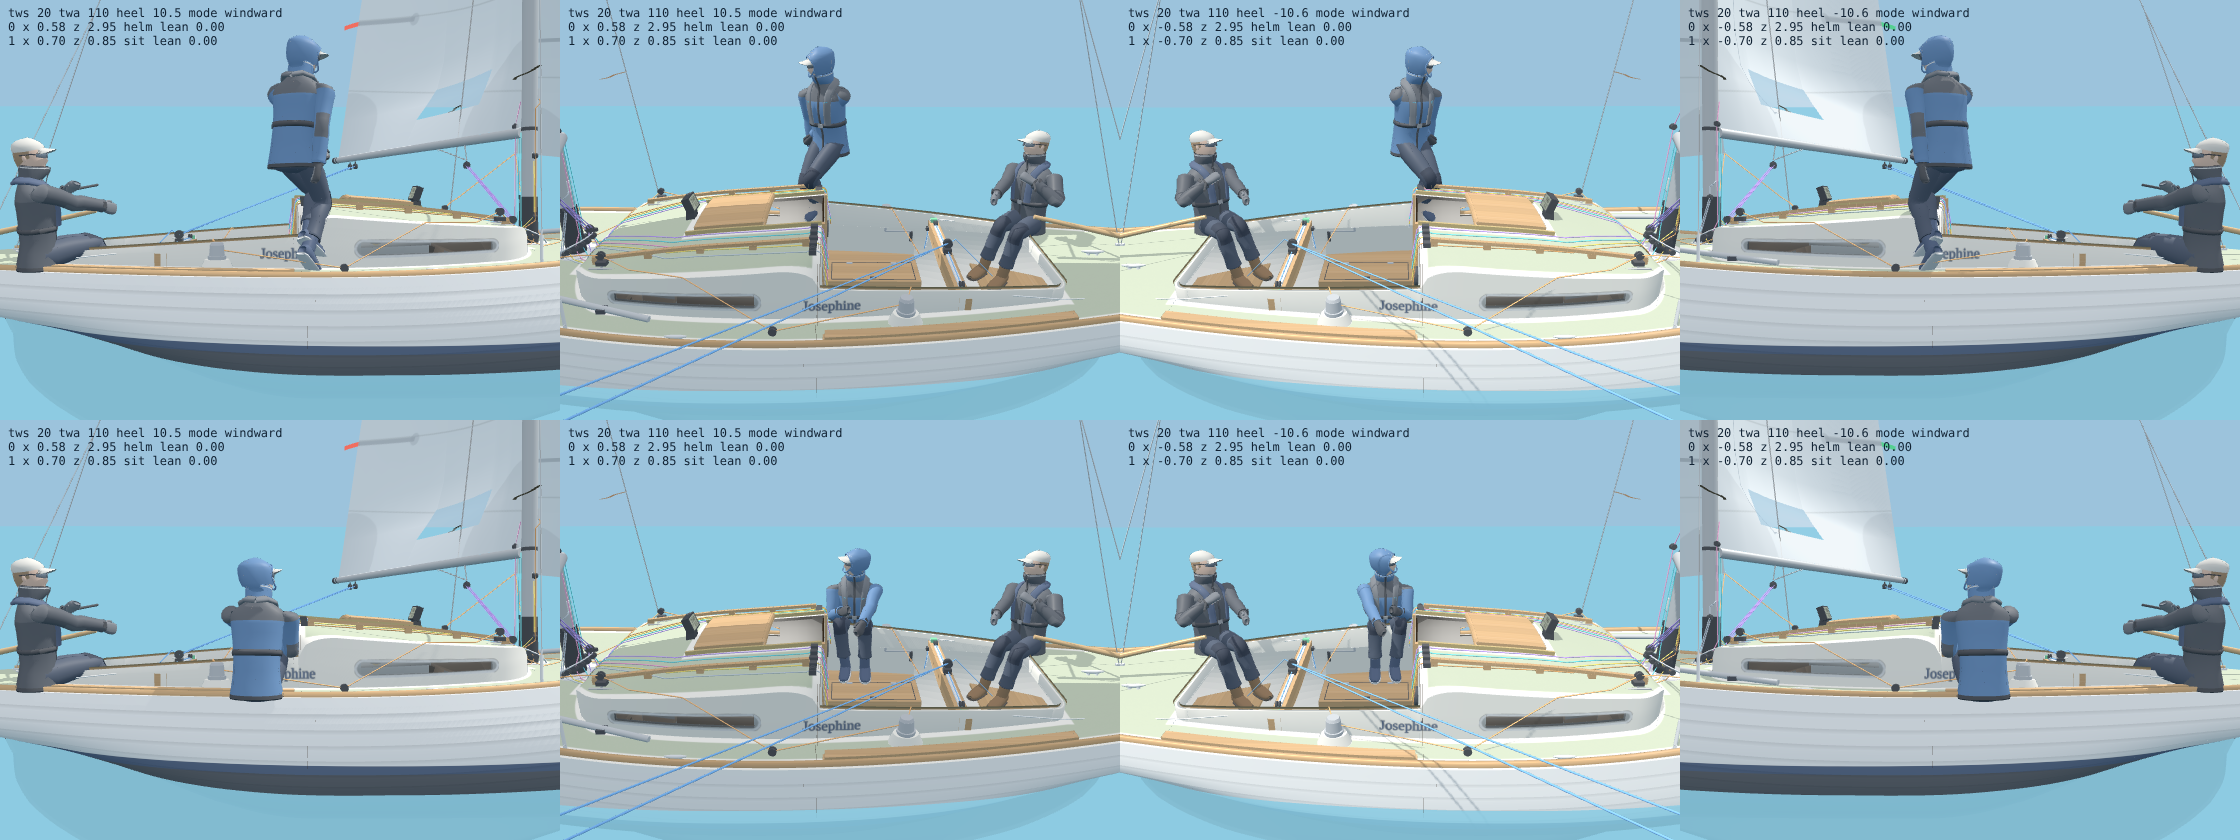 tws 20 twa 110 heel 10.5 mode windward
0 x 0.58 z 2.95 helm lean 0.00
1 x 0.70 z 0.85 sit lean 0.00
Joseph
tws 20 twa 110 heel 10.5 mode windward
0 x 0.58 z 2.95 helm lean 0.00
1 x 0.70 z 0.85 sit lean 0.00
Josephine
tws 20 twa 110 heel -10.6 mode windward
0 x -0.58 z 2.95 helm lean 0.00
1 x -0.70 z 0.85 sit lean 0.00
Josephine
tws 20 twa 110 heel -10.6 mode windward
0 x -0.58 z 2.95 helm lean 0.00
1 x -0.70 z 0.85 sit lean 0.00
ephine
tws 20 twa 110 heel 10.5 mode windward
0 x 0.58 z 2.95 helm lean 0.00
1 x 0.70 z 0.85 sit lean 0.00
phine
tws 20 twa 110 heel 10.5 mode windward
0 x 0.58 z 2.95 helm lean 0.00
1 x 0.70 z 0.85 sit lean 0.00
Josephine
tws 20 twa 110 heel -10.6 mode windward
0 x -0.58 z 2.95 helm lean 0.00
1 x -0.70 z 0.85 sit lean 0.00
Josephine
tws 20 twa 110 heel -10.6 mode windward
0 x -0.58 z 2.95 helm lean 0.00
1 x -0.70 z 0.85 sit lean 0.00
Josep